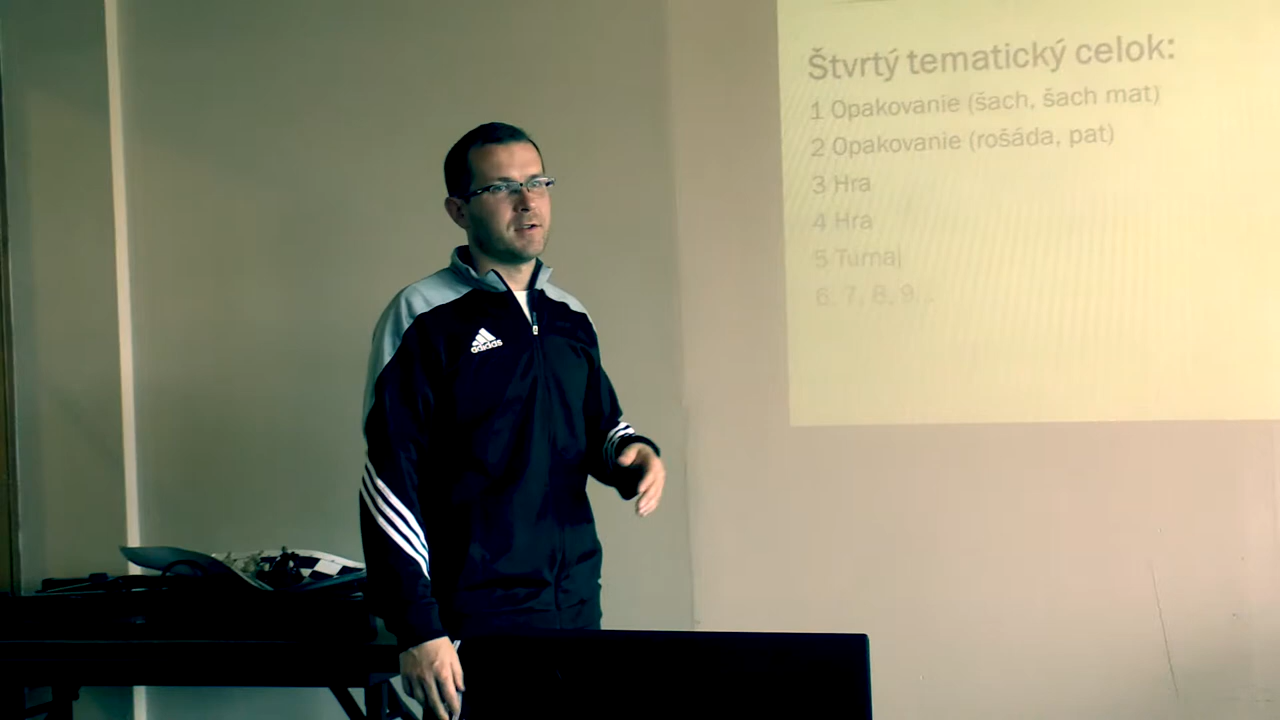 Štvrtý tematický celok:
1 Opakovanie (šach, šach mat)
2 Opakovanie (rošáda, pat)
3 Hra
4 Hra
5 Turnaj
6, 7, 8, 9...
adidas